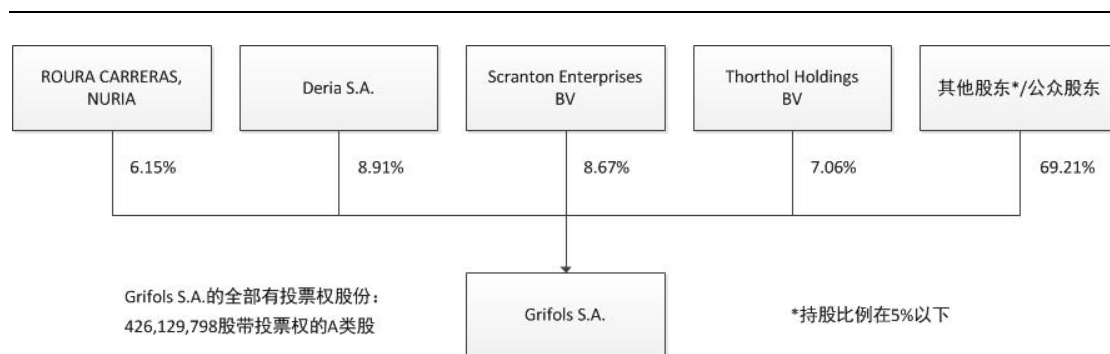 ROURA CARRERAS,
NURIA
Deria S.A.
Scranton Enterprises
BV
Thorthol Holdings
BV
其他股东*/公众股东
6.15%
8.91%
8.67%
7.06%
69.21%
Grifols S.A.的全部有投票权股份：
426,129,798股带投票权的A类股
Grifols S.A.
*持股比例在5%以下